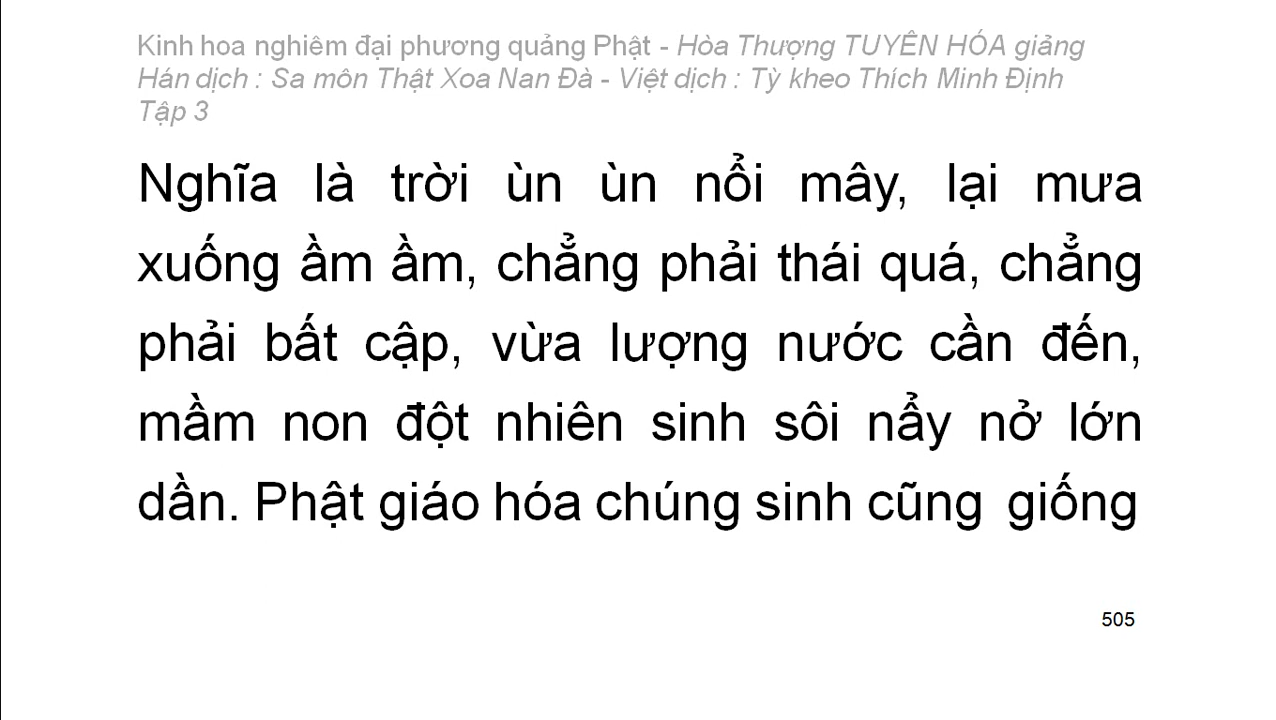 Kinh hoa nghiêm đại phương quảng Phật - Hòa Thượng TUYÊN HÓA giảng
Hán dịch : Sa môn Thật Xoa Nan Đà - Việt dịch : Tỳ kheo Thích Minh Định
Tập 3
Nghĩa là trời ùn ùn nổi mây, lại mưa
xuống ầm ầm, chẳng phải thái quá, chẳng
phải bất cập, vừa lượng nước cần đến,
mầm non đột nhiên sinh sôi nẩy nở lớn
dần. Phật giáo hóa chúng sinh cũng giống
505